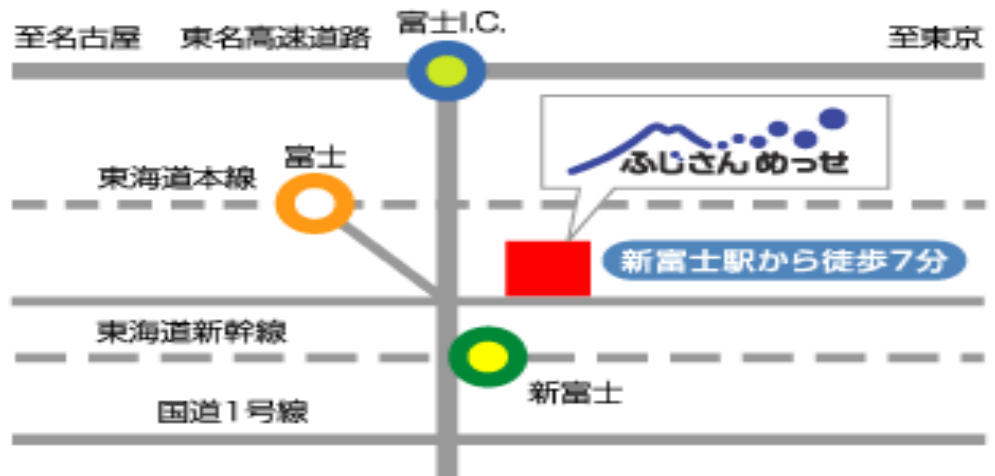 富士I.C.
至名古屋
東名高速道路
至東京
富士
東海道本線
ふじさんめっせ
新富士駅から徒歩7分
東海道新幹線
新富士
国道1号線